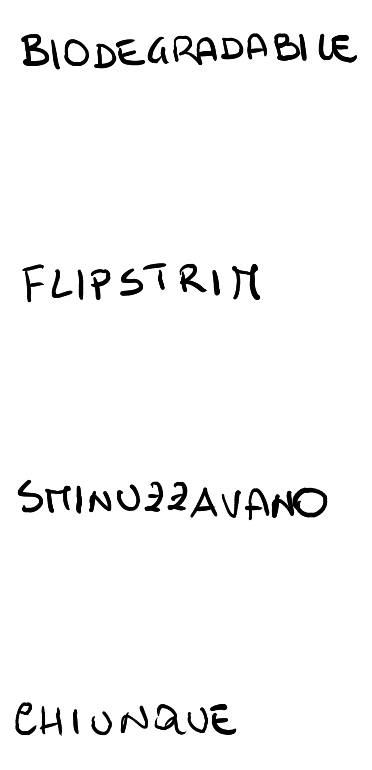 BIODEGRADABILE
FLIPSTRIM
SMINUZZAVANO
CHIUNQUE